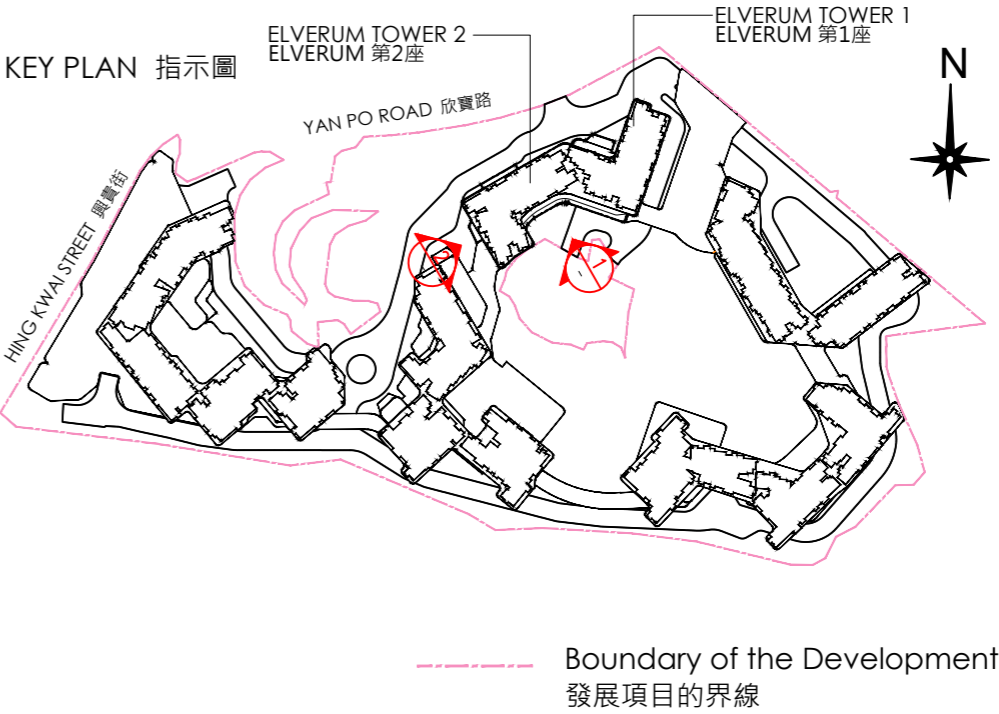 ELVERUM TOWER 1
ELVERUM 第1座
ELVERUM TOWER 2
ELVERUM 第2座
KEY PLAN 指示圖
N
YAN PO ROAD 欣寶路
HING KWAI STREET 興貴街
2
1
Boundary of the Development
發展項目的界線